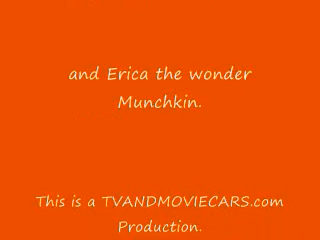 and Erica the wonder
Munchkin.
This is a TVANDMOVIECARS.com
Production.